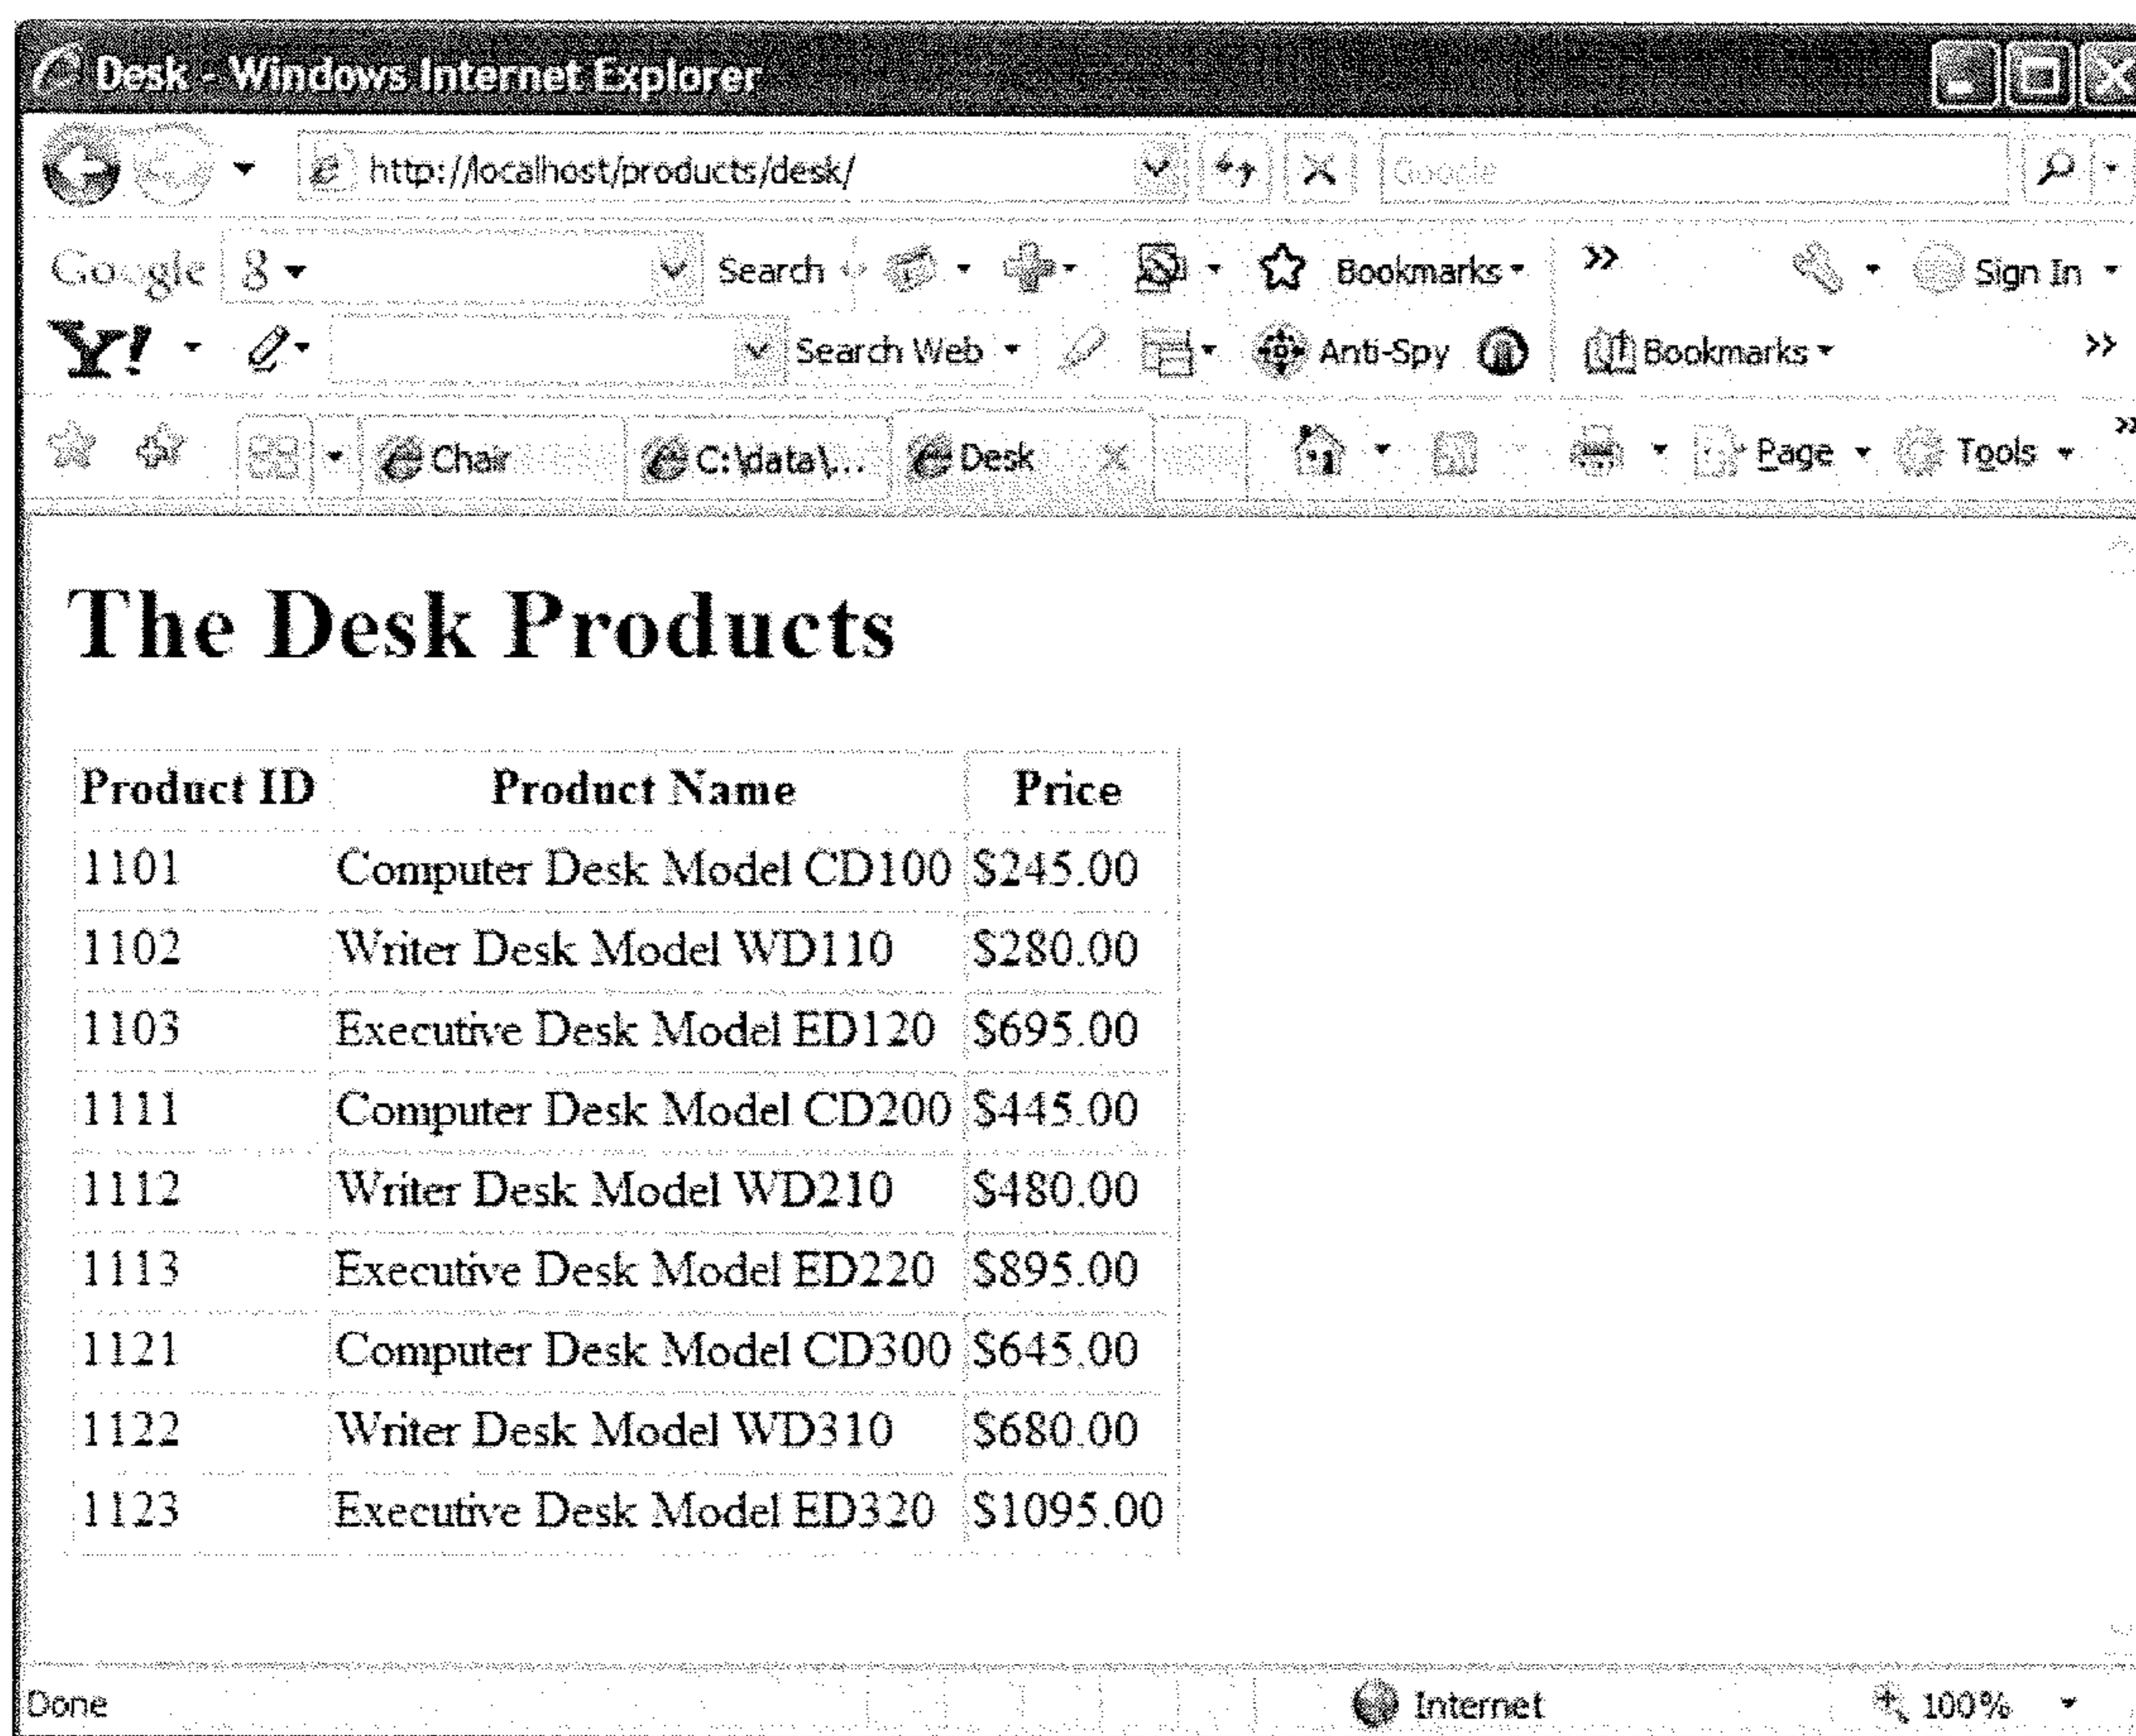 Desk - Windows Internet Explorer
http://localhost/products/desk/ Google
Google 8 Search Bookmarks » Sign In
Y! Search Web Anti-Spy Bookmarks »
Chair C:\data\... Desk Page Tools »
The Desk Products
Product ID Product Name Price
1101 Computer Desk Model CD100 $245.00
1102 Writer Desk Model WD110 $280.00
1103 Executive Desk Model ED120 $695.00
1111 Computer Desk Model CD200 $445.00
1112 Writer Desk Model WD210 $480.00
1113 Executive Desk Model ED220 $895.00
1121 Computer Desk Model CD300 $645.00
1122 Writer Desk Model WD310 $680.00
1123 Executive Desk Model ED320 $1095.00
Done Internet 100%